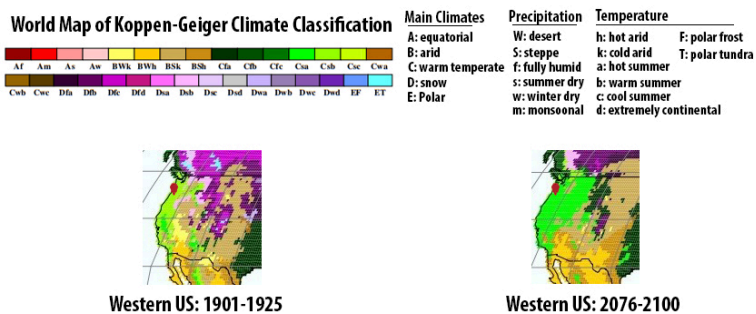 World Map of Koppen-Geiger Climate Classification
Af Am As Aw BWk BWh BSk BSh Cfa Cfb Cfc Csa Csb Csc Cwa
Cwb Cwc Dfa Dfb Dfc Dfd Dsa Dsb Dsc Dsd Dwa Dwb Dwc Dwd EF ET
Main Climates
A: equatorial
B: arid
C: warm temperate
D: snow
E: Polar
Precipitation
W: desert
S: steppe
f: fully humid
s: summer dry
w: winter dry
m: monsoonal
Temperature
h: hot arid F: polar frost
k: cold arid T: polar tundra
a: hot summer
b: warm summer
c: cool summer
d: extremely continental
Western US: 1901-1925
Western US: 2076-2100